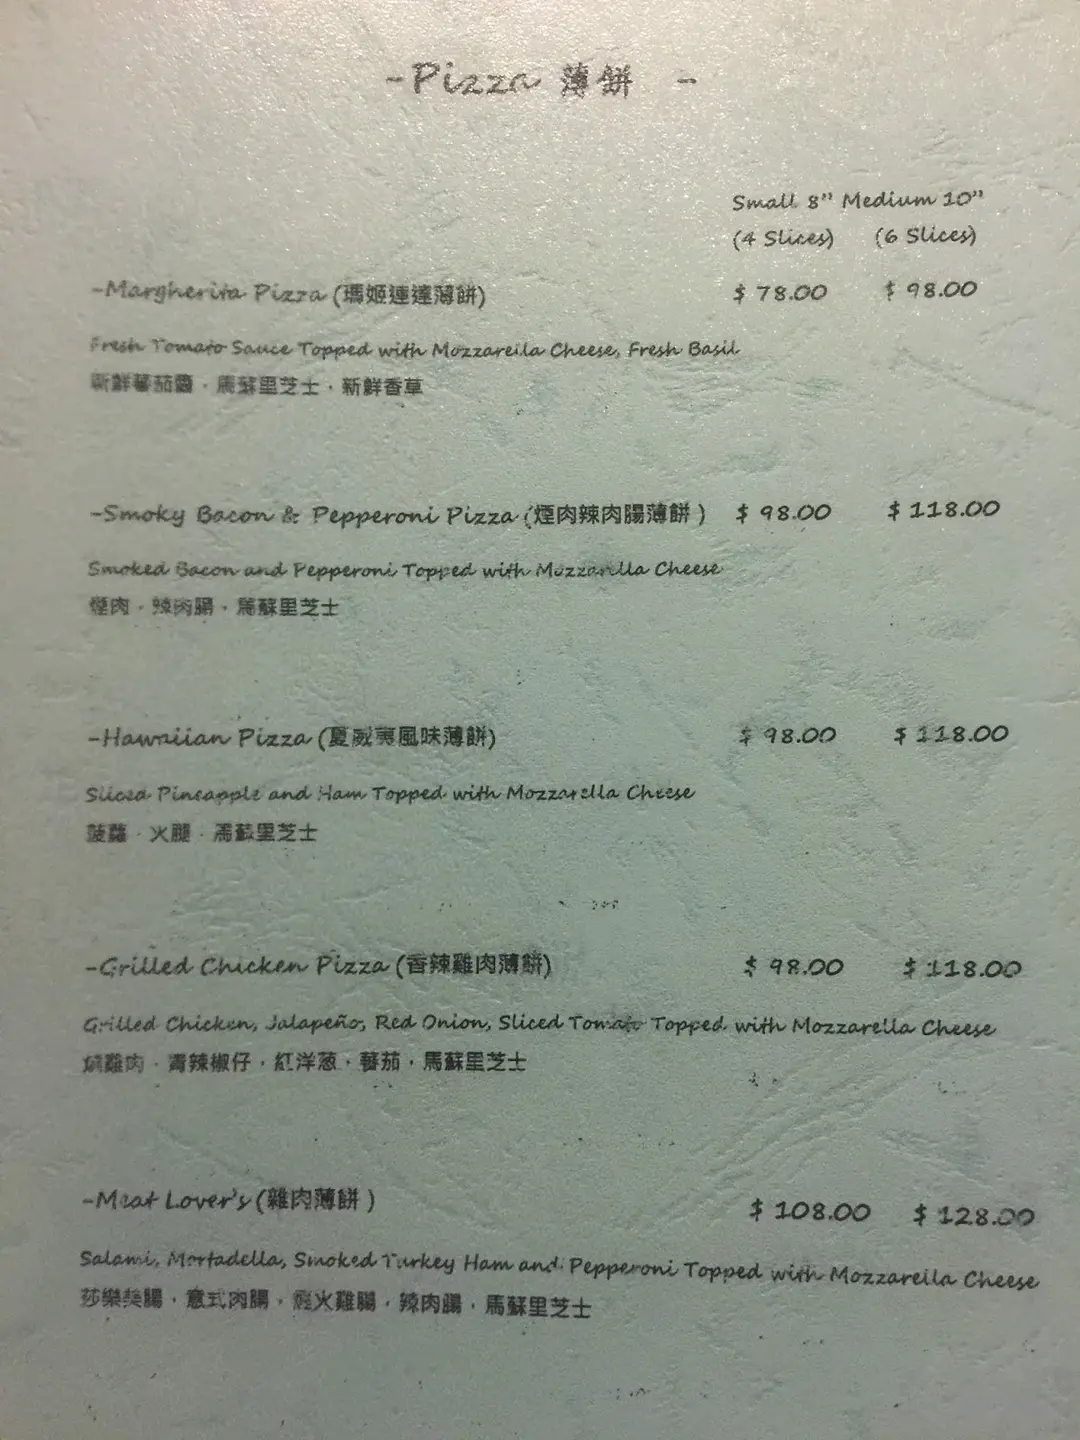 -Pizza 薄餅 -
Small 8" Medium 10"
(4 Slices) (6 Slices)
-Margherita Pizza (瑪姬連達薄餅) $ 78.00 $ 98.00
Fresh Tomato Sauce Topped with Mozzarella Cheese, Fresh Basil
新鮮蕃茄醬﹐馬蘇里芝士﹐新鮮香草
-Smoky Bacon & Pepperoni Pizza (煙肉辣肉腸薄餅) $ 98.00 $ 118.00
Smoked Bacon and Pepperoni Topped with Mozzarella Cheese
煙肉﹐辣肉腸﹐馬蘇里芝士
-Hawaiian Pizza (夏威夷風味薄餅) $ 98.00 $ 118.00
Sliced Pineapple and Ham Topped with Mozzarella Cheese
菠蘿﹐火腿﹐馬蘇里芝士
-Grilled Chicken Pizza (香辣雞肉薄餅) $ 98.00 $ 118.00
Grilled Chicken, Jalapeño, Red Onion, Sliced Tomato Topped with Mozzarella Cheese
燒雞肉﹐青辣椒仔﹐紅洋葱﹐蕃茄﹐馬蘇里芝士
-Meat Lover's (雜肉薄餅) $ 108.00 $ 128.00
Salami, Mortadella, Smoked Turkey Ham and Pepperoni Topped with Mozzarella Cheese
莎樂美腸﹐意式肉腸﹐煙火雞腸﹐辣肉腸﹐馬蘇里芝士